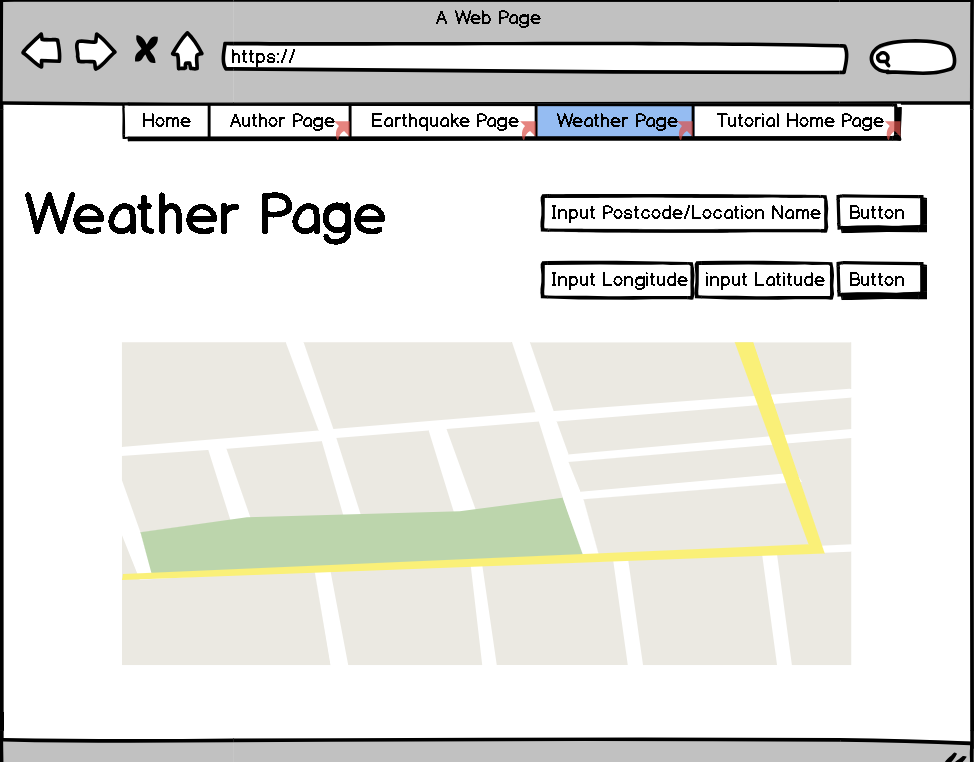 A Web Page
https://
Home Author Page Earthquake Page Weather Page Tutorial Home Page
Weather Page
Input Postcode/Location Name Button
Input Longitude input Latitude Button